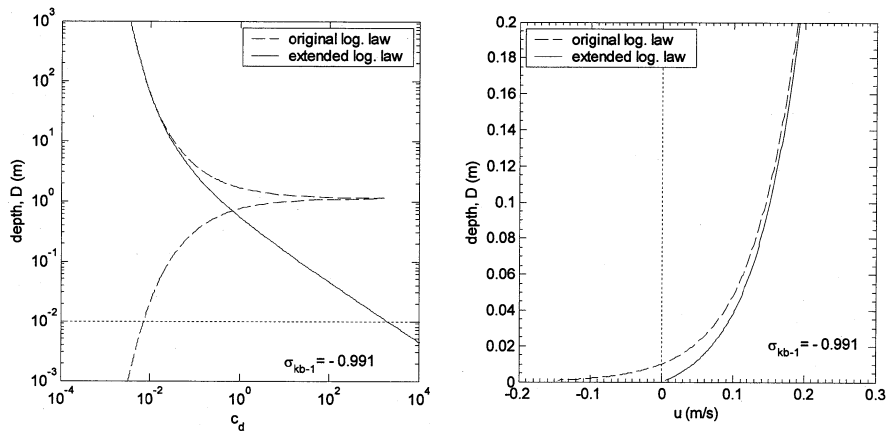 original log. law
extended log. law
10^3
10^2
10^1
10^0
10^-1
10^-2
10^-3
depth, D (m)
σ_kb-1 = - 0.991
10^-4
10^-2
10^0
10^2
10^4
c_d
original log. law
extended log. law
0.2
0.18
0.16
0.14
0.12
0.1
0.08
0.06
0.04
0.02
0
depth, D (m)
σ_kb-1 = - 0.991
-0.2
-0.1
0
0.1
0.2
0.3
u (m/s)